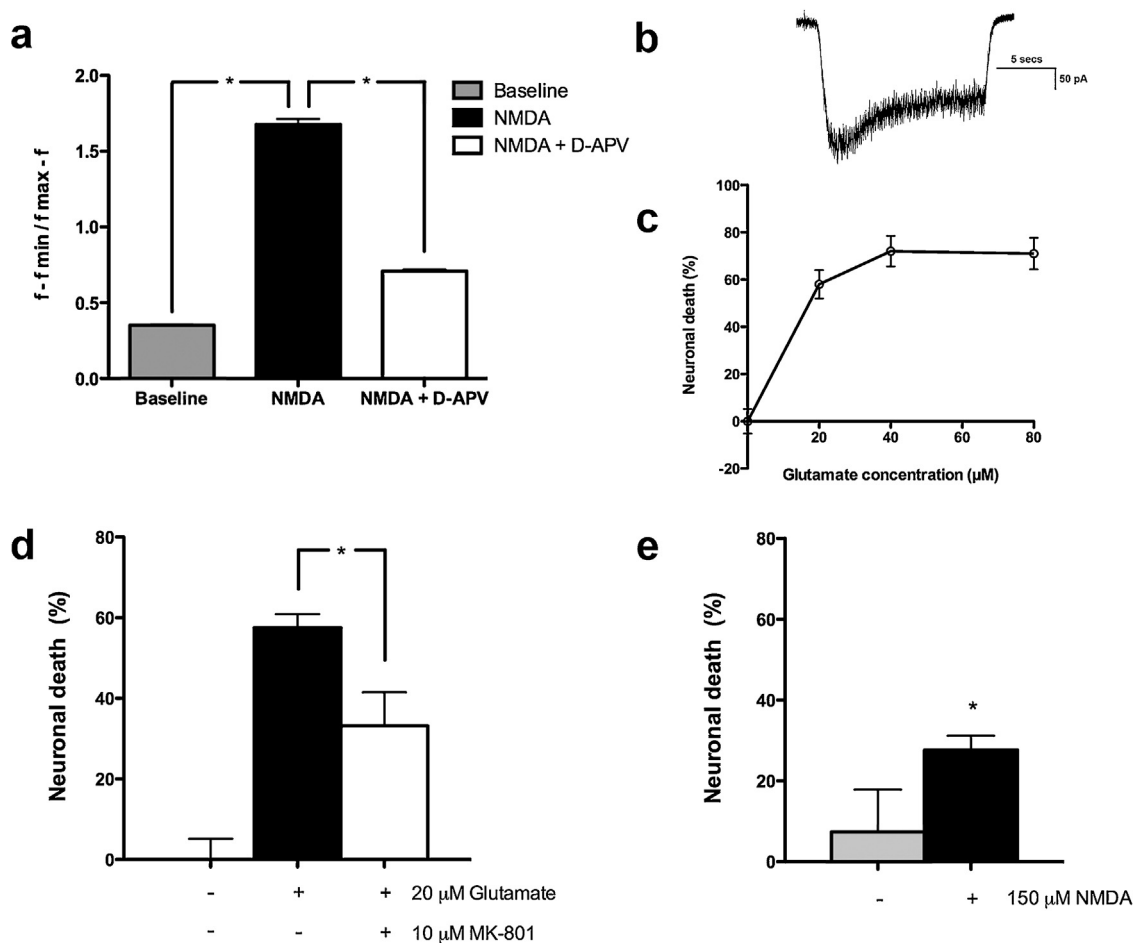 a
2.0
1.5
1.0
0.5
0.0
f - f min / f max - f
* *
Baseline
NMDA
NMDA + D-APV
Baseline NMDA NMDA + D-APV
b
5 secs
50 pA
c
100
80
60
40
20
0
-20
Neuronal death (%)
20 40 60 80
Glutamate concentration (µM)
d
80
60
40
20
0
Neuronal death (%)
*
- + + 20 µM Glutamate
- - + 10 µM MK-801
e
80
60
40
20
0
Neuronal death (%)
*
- + 150 µM NMDA